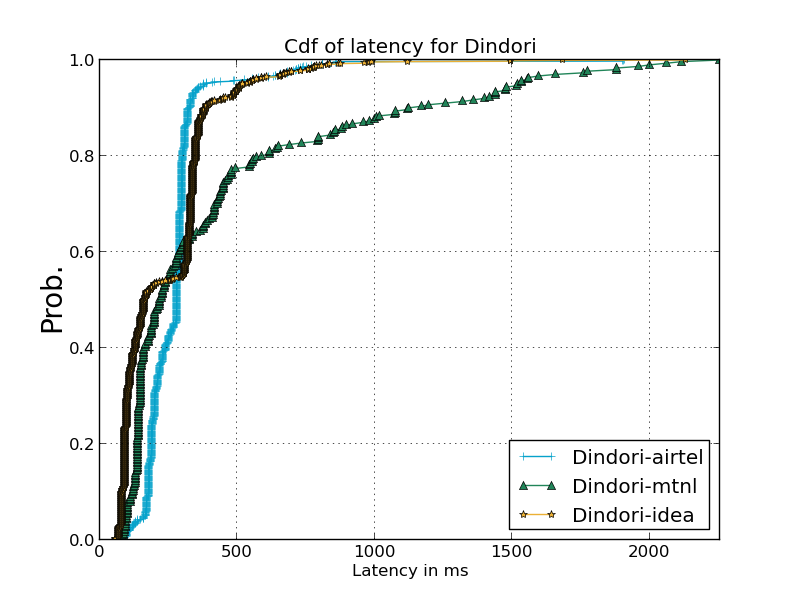 Cdf of latency for Dindori
Prob.
1.0
0.8
0.6
0.4
0.2
0.0
0
500
1000
1500
2000
Latency in ms
Dindori-airtel
Dindori-mtnl
Dindori-idea